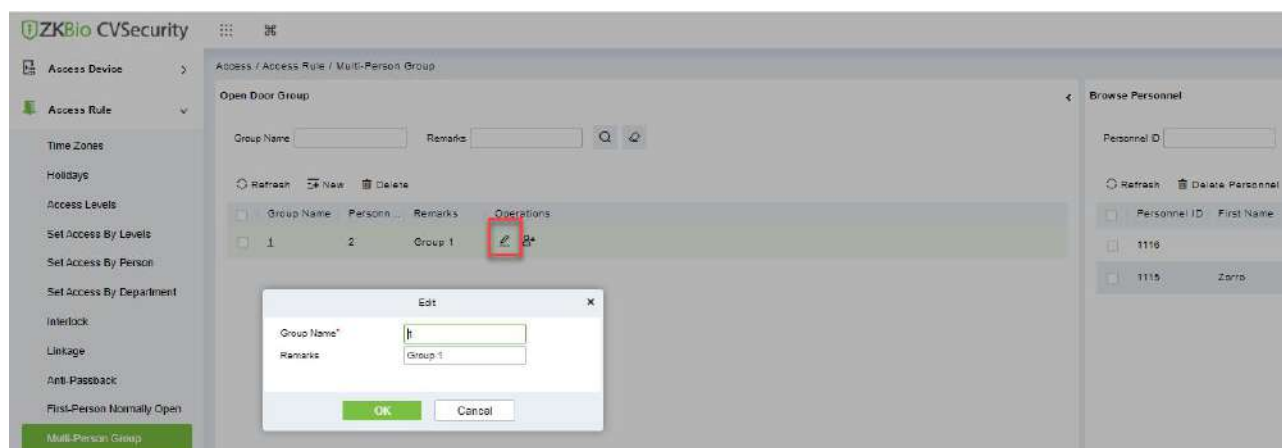 ZKBio CVSecurity
Access Device
Access Rule
Time Zones
Holidays
Access Levels
Set Access By Levels
Set Access By Person
Set Access By Department
Interlock
Linkage
Anti-Passback
First-Person Normally Open
Multi-Person Group
Access / Access Rule / Multi-Person Group
Open Door Group
Group Name
Remarks
Refresh New Delete
Group Name Personn... Remarks Operations
1 2 Group 1
Edit
Group Name*
1
Remarks
Group 1
OK Cancel
Browse Personnel
Personnel ID
Refresh Delete Personnel
Personnel ID First Name
1116
1115 Zorro